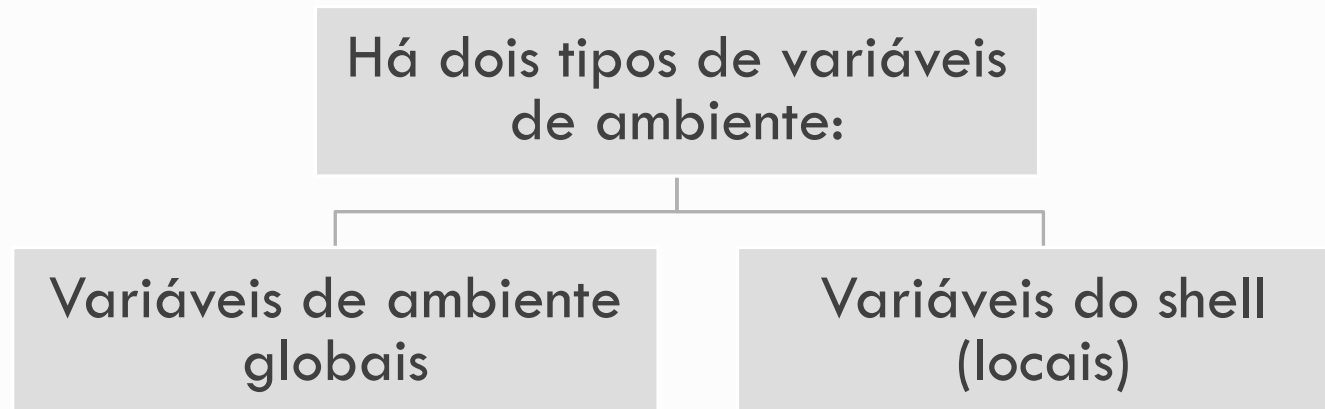 Há dois tipos de variáveis
de ambiente:
Variáveis de ambiente
globais
Variáveis do shell
(locais)